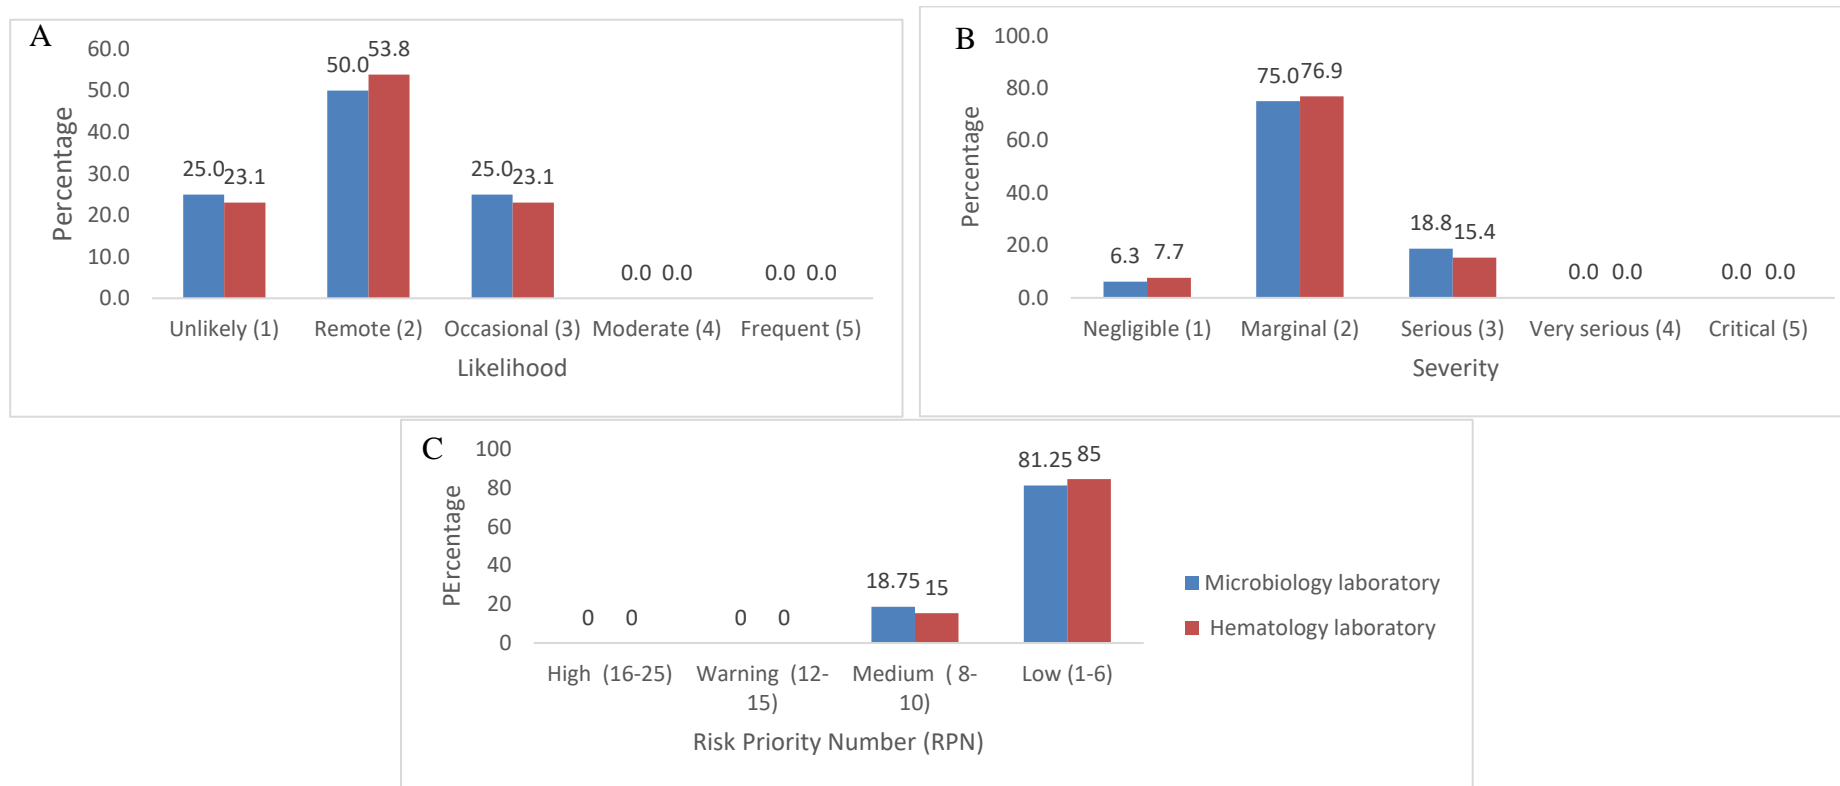 A
60.0
50.0
40.0
30.0
20.0
10.0
0.0
Percentage
25.0 23.1
50.0 53.8
25.0 23.1
0.0 0.0
0.0 0.0
Unlikely (1) Remote (2) Occasional (3) Moderate (4) Frequent (5)
Likelihood
B
100.0
80.0
60.0
40.0
20.0
0.0
Percentage
6.3 7.7
75.0 76.9
18.8 15.4
0.0 0.0
0.0 0.0
Negligible (1) Marginal (2) Serious (3) Very serious (4) Critical (5)
Severity
C
100
80
60
40
20
0
PErcentage
0 0
0 0
18.75 15
81.25 85
High (16-25) Warning (12-15) Medium ( 8-10) Low (1-6)
Risk Priority Number (RPN)
Microbiology laboratory
Hematology laboratory